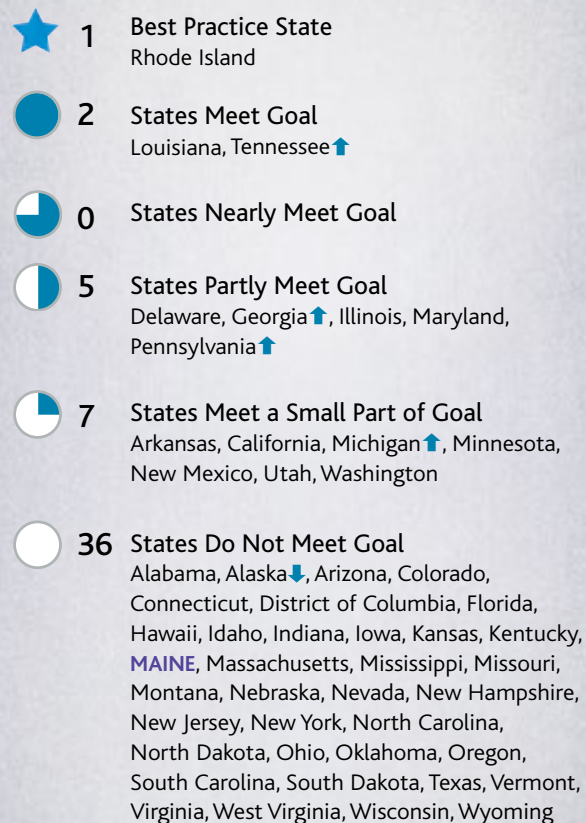 1 Best Practice State
Rhode Island
2 States Meet Goal
Louisiana, Tennessee⬆
0 States Nearly Meet Goal
5 States Partly Meet Goal
Delaware, Georgia⬆, Illinois, Maryland,
Pennsylvania⬆
7 States Meet a Small Part of Goal
Arkansas, California, Michigan⬆, Minnesota,
New Mexico, Utah, Washington
36 States Do Not Meet Goal
Alabama, Alaska⬇, Arizona, Colorado,
Connecticut, District of Columbia, Florida,
Hawaii, Idaho, Indiana, Iowa, Kansas, Kentucky,
MAINE, Massachusetts, Mississippi, Missouri,
Montana, Nebraska, Nevada, New Hampshire,
New Jersey, New York, North Carolina,
North Dakota, Ohio, Oklahoma, Oregon,
South Carolina, South Dakota, Texas, Vermont,
Virginia, West Virginia, Wisconsin, Wyoming